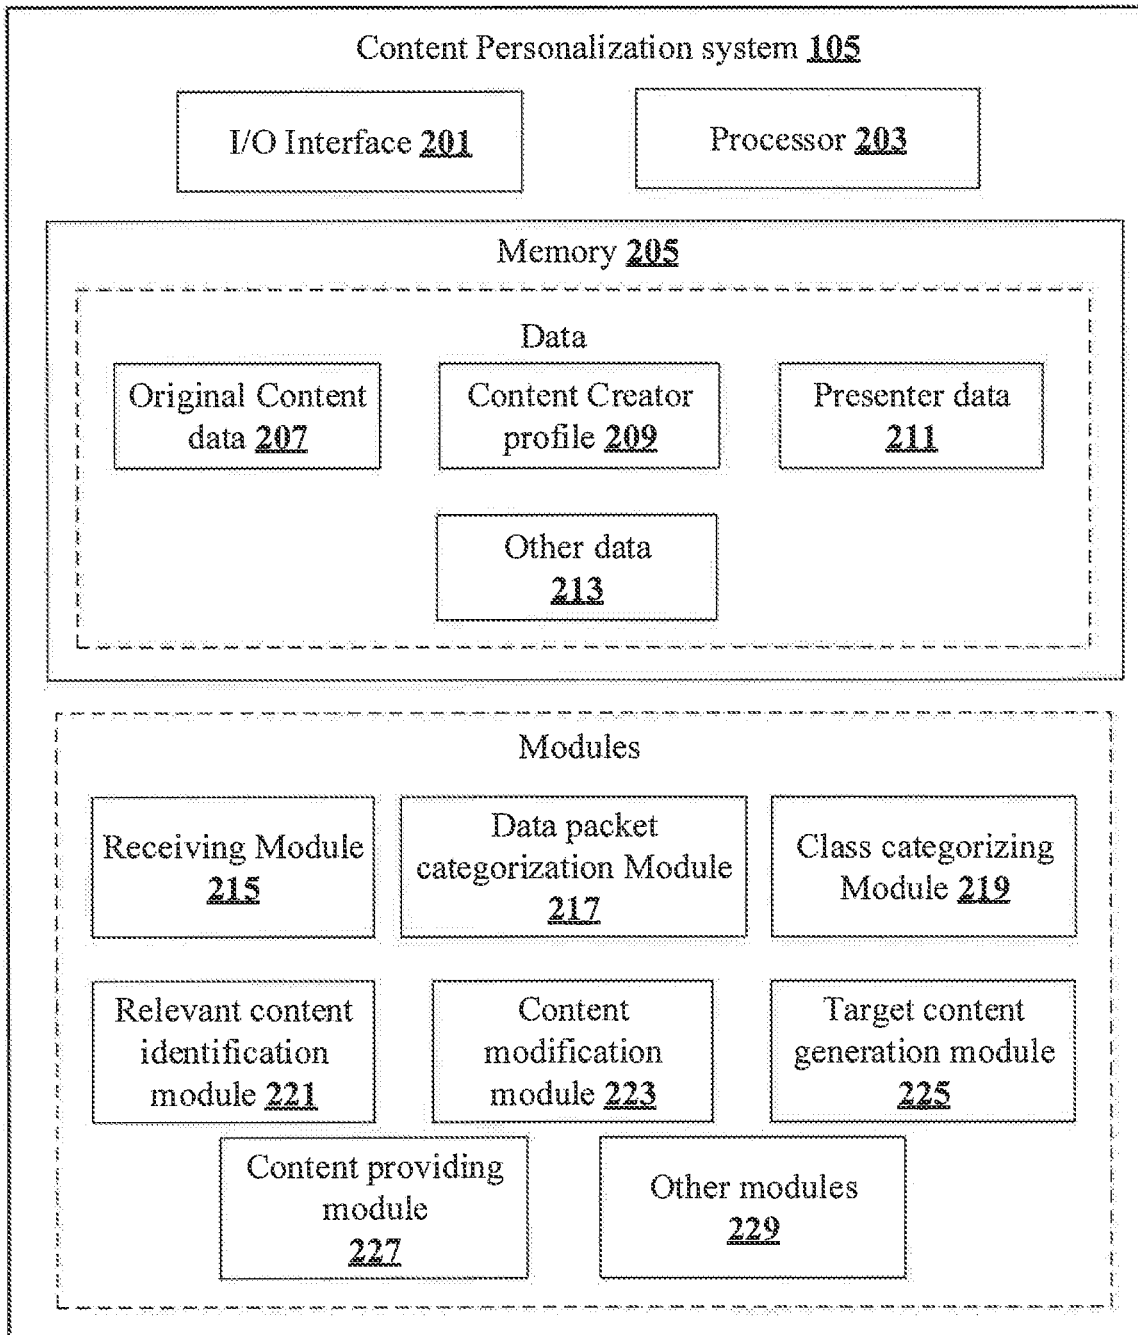 Content Personalization system 105
I/O Interface 201
Processor 203
Memory 205
Data
Original Content
data 207
Content Creator
profile 209
Presenter data
211
Other data
213
Modules
Receiving Module
215
Data packet
categorization Module
217
Class categorizing
Module 219
Relevant content
identification
module 221
Content
modification
module 223
Target content
generation module
225
Content providing
module
227
Other modules
229